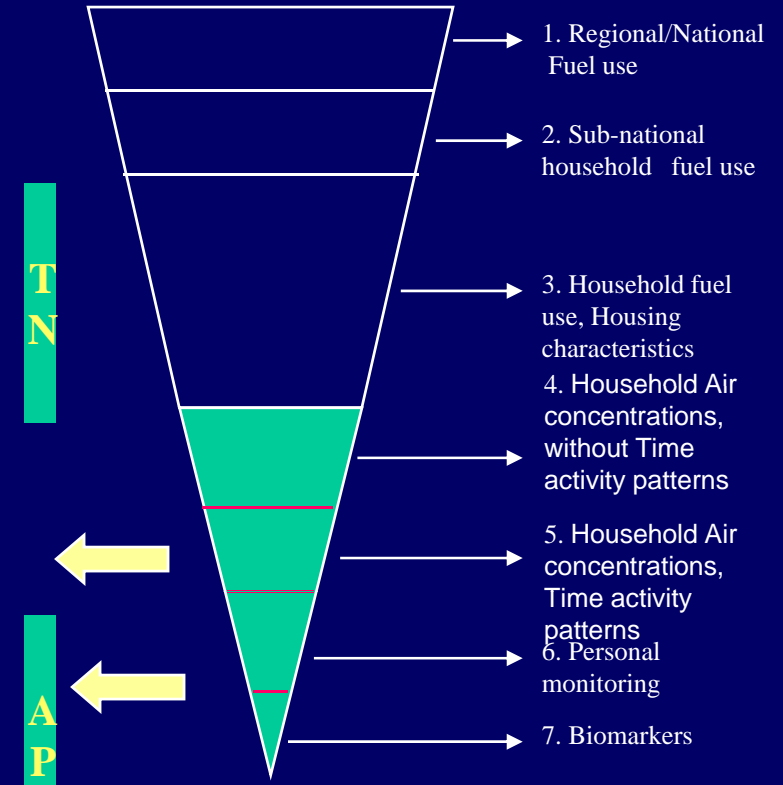 1. Regional/National
Fuel use
2. Sub-national
household fuel use
T
N
3. Household fuel
use, Housing
characteristics
4. Household Air
concentrations,
without Time
activity patterns
5. Household Air
concentrations,
Time activity
patterns
6. Personal
monitoring
A
P
7. Biomarkers